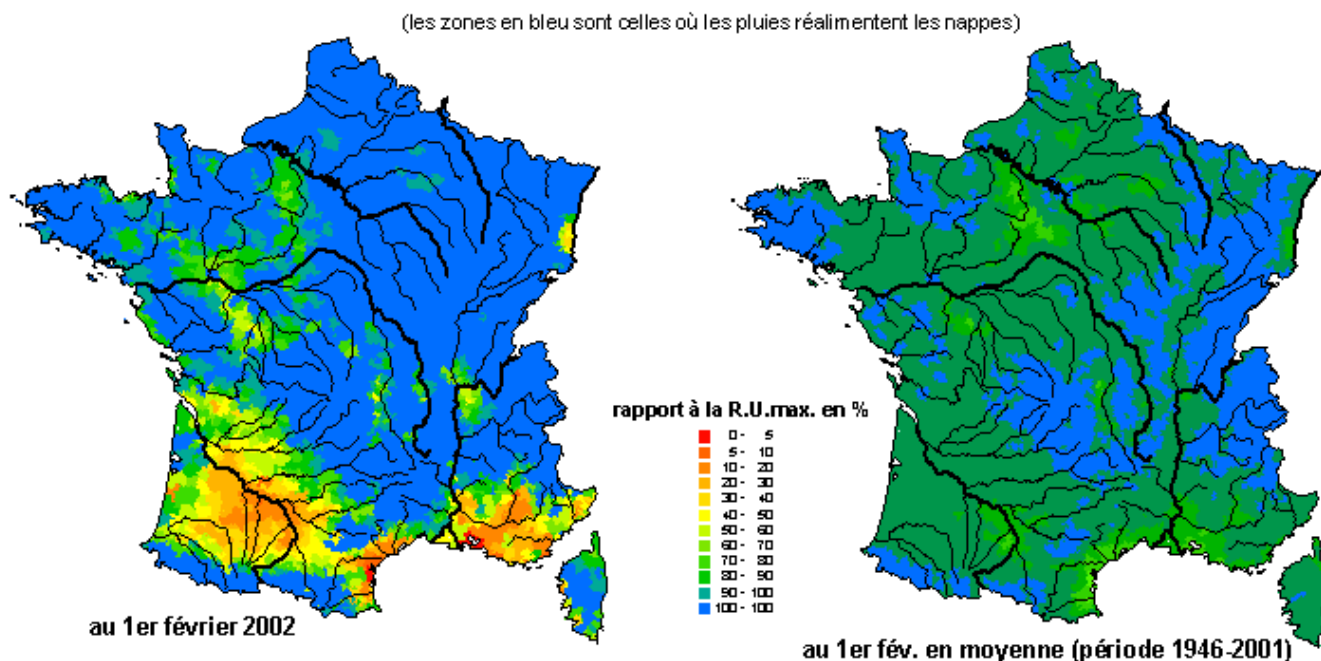 (les zones en bleu sont celles où les pluies réalimentent les nappes)
rapport à la R.U.max. en %
0 - 5
5 - 10
10 - 20
20 - 30
30 - 40
40 - 50
50 - 60
60 - 70
70 - 80
80 - 90
90 - 100
100 - 100
au 1er février 2002
au 1er fév. en moyenne (période 1946-2001)